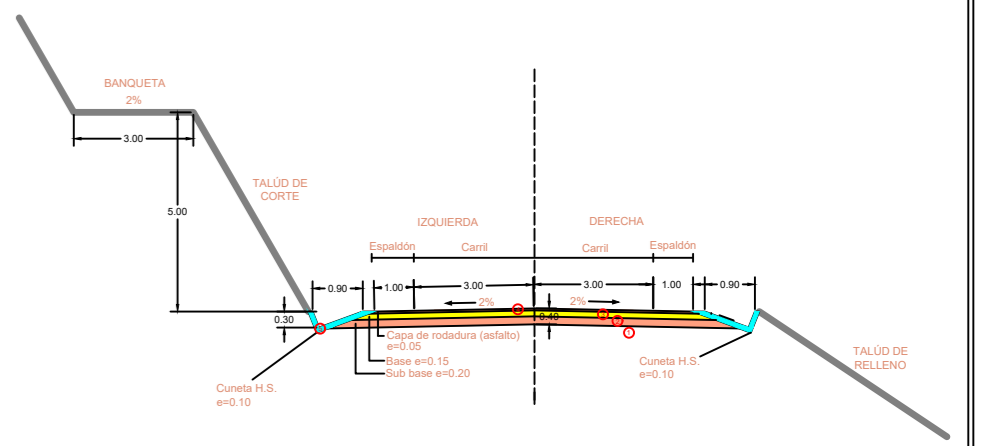 BANQUETA
2%
3.00
TALÚD DE
CORTE
5.00
IZQUIERDA
DERECHA
Espaldón
Carril
Carril
Espaldón
0.90
1.00
3.00
3.00
1.00
0.90
2%
2%
0.30
0.40
1
Capa de rodadura (asfalto)
e=0.05
Base e=0.15
Sub base e=0.20
Cuneta H.S.
e=0.10
Cuneta H.S.
e=0.10
TALÚD DE
RELLENO